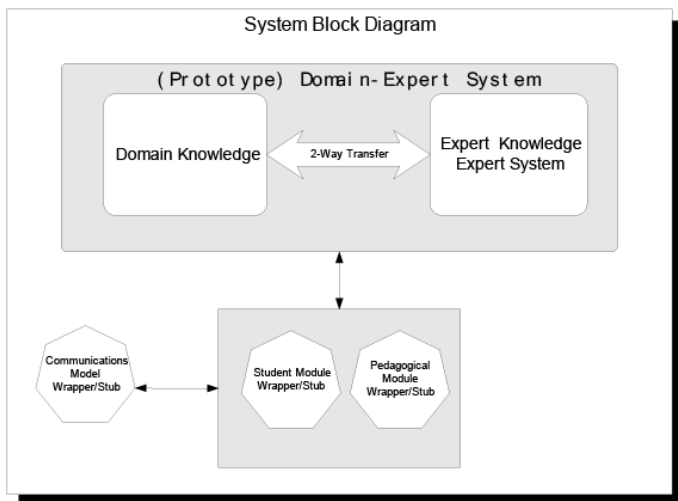 System Block Diagram
(Prototype) Domain-Expert System
Domain Knowledge
2-Way Transfer
Expert Knowledge
Expert System
Communications
Model
Wrapper/Stub
Student Module
Wrapper/Stub
Pedagogical
Module
Wrapper/Stub